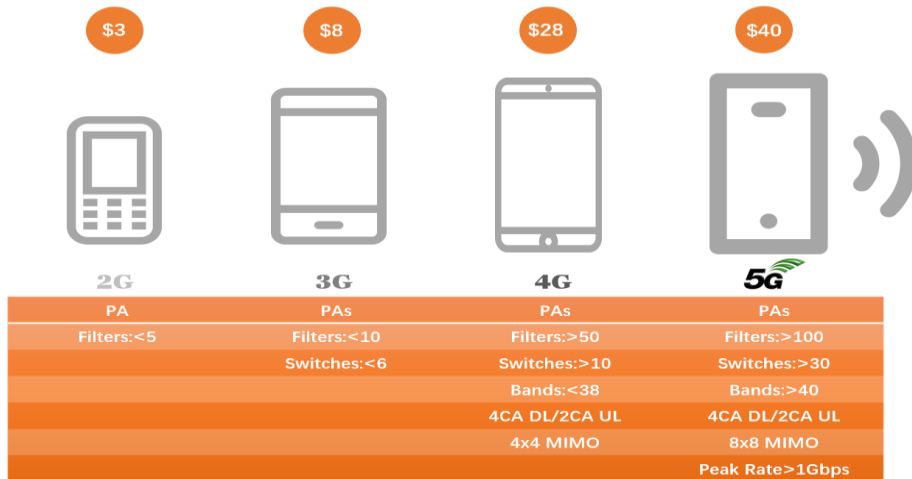 $3 $8 $28 $40
2G 3G 4G 5G
PA PAs PAs PAs
Filters:<5 Filters:<10 Filters:>50 Filters:>100
Switches:<6 Switches:>10 Switches:>30
Bands:<38 Bands:>40
4CA DL/2CA UL 4CA DL/2CA UL
4x4 MIMO 8x8 MIMO
Peak Rate>1Gbps